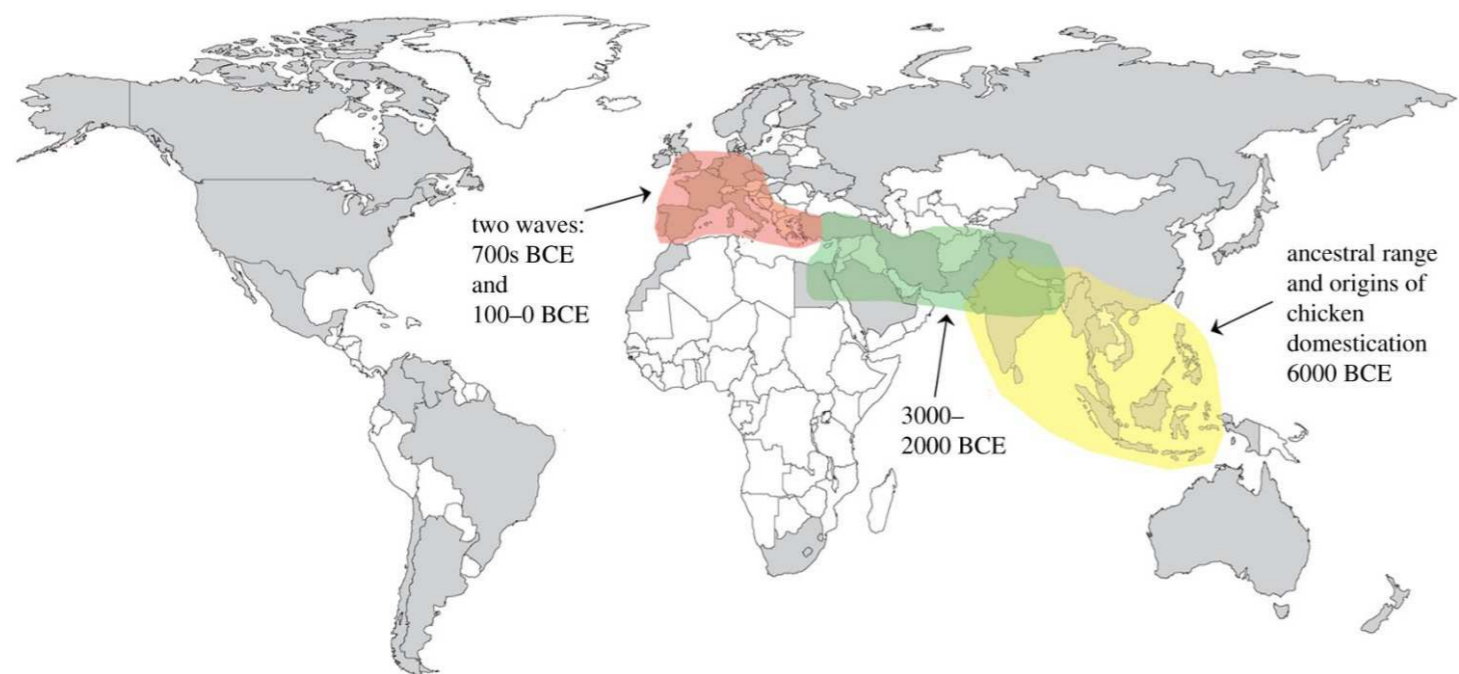 two waves:
700s BCE
and
100–0 BCE
3000–
2000 BCE
ancestral range
and origins of
chicken
domestication
6000 BCE